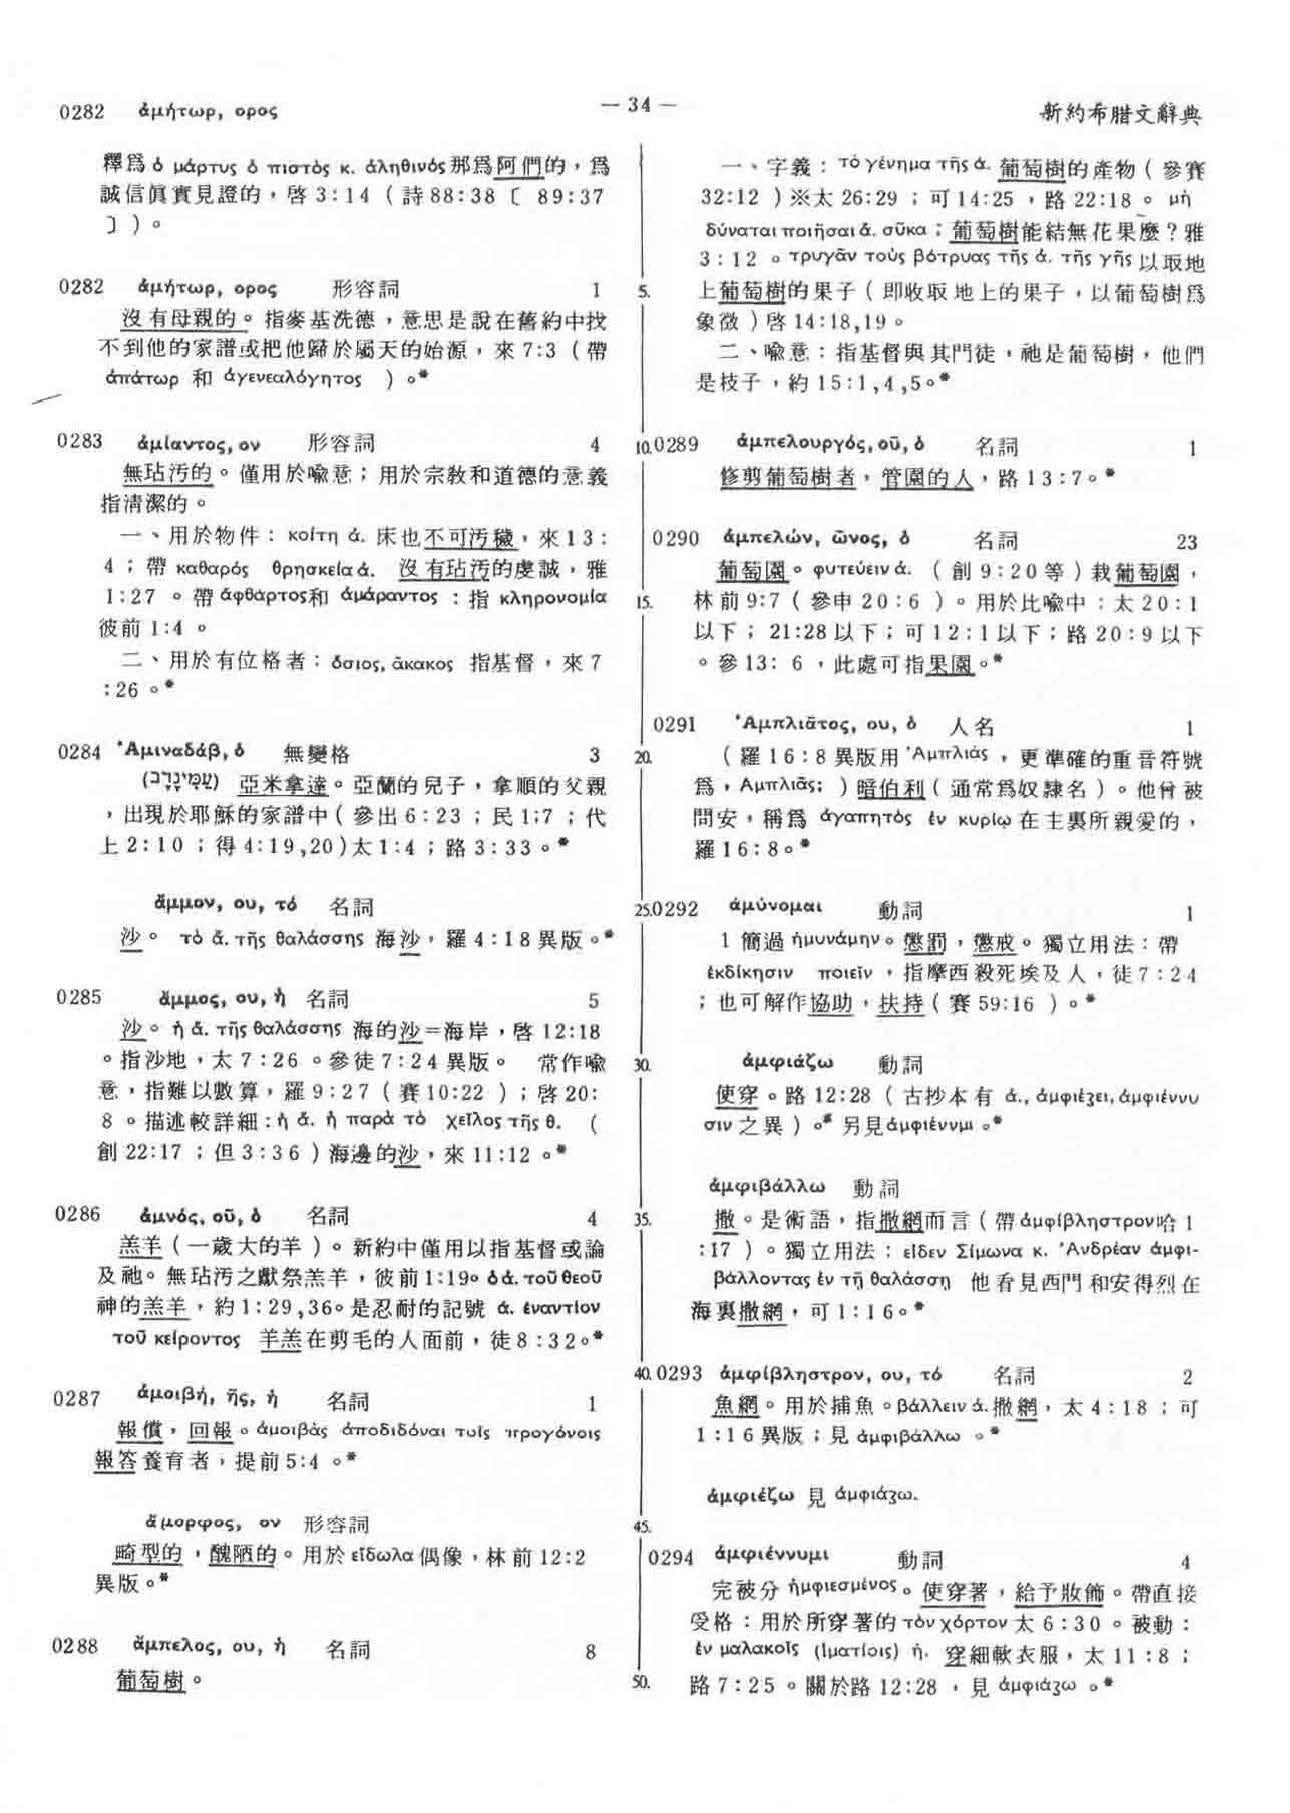 0282 ἀμήτωρ, ορος
— 34 —
新約希腊文辭典
釋爲 ὁ μάρτυς ὁ πιστὸς κ. ἀληθινός 那爲阿們的，爲
誠信眞實見證的，啓 3:14 ( 詩 88:38 〔 89:37
〕) 。
0282 ἀμήτωρ, ορος 形容詞 1
沒有母親的。指麥基洗德，意思是說在舊約中找
不到他的家譜或把他歸於屬天的始源，來 7:3 ( 帶
ἀπάτωρ 和 ἀγενεαλόγητος ) 。*
0283 ἀμίαντος, ον 形容詞 4
無玷汚的。僅用於喩意；用於宗敎和道德的意義
指淸潔的。
一、用於物件：κοίτη ἀ. 床也不可汚穢，來 13:
4；帶 καθαρός θρησκεία ἀ. 沒有玷汚的虔誠，雅
1:27 。帶 ἄφθαρτος 和 ἀμάραντος : 指 κληρονομία
彼前 1:4 。
二、用於有位格者：ὅσιος, ἄκακος 指基督，來 7
:26 。*
0284 Ἀμιναδάβ, ὁ 無變格 3
(עַמִּינָדָב) 亞米拿達。亞蘭的兒子，拿順的父親
，出現於耶穌的家譜中 ( 參出 6:23；民 1:7；代
上 2:10；得 4:19,20) 太 1:4；路 3:33 。*
ἄμμον, ου, τό 名詞
沙。 τὸ ἄ. τῆς θαλάσσης 海沙，羅 4:18 異版。*
0285 ἄμμος, ου, ἡ 名詞 5
沙。ἡ ἄ. τῆς θαλάσσης 海的沙=海岸，啓 12:18
。指沙地，太 7:26 。參徒 7:24 異版。 常作喩
意，指難以數算，羅 9:27 ( 賽 10:22 )；啓 20:
8 。描述較詳細: ἡ ἄ. ἡ παρὰ τὸ χεῖλος τῆς θ. (
創 22:17；但 3:36 ) 海邊的沙，來 11:12 。*
0286 ἀμνός, οῦ, ὁ 名詞 4
羔羊 ( 一歲大的羊 ) 。新約中僅用以指基督或論
及祂。無玷汚之獻祭羔羊，彼前 1:19。ὁ ἀ. τοῦ θεοῦ
神的羔羊，約 1:29,36。是忍耐的記號 ἀ. ἐναντίον
τοῦ κείροντος 羊羔在剪毛的人面前，徒 8:32。*
0287 ἀμοιβή, ῆς, ἡ 名詞 1
報償，回報。ἀμοιβὰς ἀποδιδόναι τοῖς προγόνοις
報答養育者，提前 5:4 。*
ἄμορφος, ον 形容詞
畸型的，醜陋的。用於 εἴδωλα 偶像，林前 12:2
異版。*
0288 ἄμπελος, ου, ἡ 名詞 8
葡萄樹。
一、字義：τὸ γένημα τῆς ἀ. 葡萄樹的產物 ( 參賽
32:12 ) ※太 26:29；可 14:25，路 22:18 。 μὴ
δύναται ποιῆσαι ἀ. σῦκα；葡萄樹能結無花果麼？雅
3:12 。τρυγᾶν τοὺς βότρυας τῆς ἀ. τῆς γῆς 以取地
5. 上葡萄樹的果子 ( 即收取地上的果子，以葡萄樹爲
象徵 ) 啓 14:18,19。
二、喩意：指基督與其門徒，祂是葡萄樹，他們
是枝子，約 15:1,4,5。*
10. 0289 ἀμπελουργός, οῦ, ὁ 名詞 1
修剪葡萄樹者，管園的人，路 13:7。*
0290 ἀμπελών, ῶνος, ὁ 名詞 23
葡萄園。φυτεύειν ἀ. ( 創 9:20 等 ) 栽葡萄園，
15. 林前 9:7 ( 參申 20:6 ) 。用於比喩中：太 20:1
以下；21:28 以下；可 12:1 以下；路 20:9 以下
。參 13: 6，此處可指果園。*
0291 Ἀμπλιᾶτος, ου, ὁ 人名 1
20. ( 羅 16:8 異版用 Ἀμπλιάς，更準確的重音符號
爲，Ἀμπλιᾶς; ) 暗伯利 ( 通常爲奴隸名 ) 。他曾被
問安，稱爲 ἀγαπητὸς ἐν κυρίῳ 在主裏所親愛的，
羅 16:8。*
25. 0292 ἀμύνομαι 動詞 1
1 簡過 ἠμυνάμην。懲罰，懲戒。獨立用法：帶
ἐκδίκησιν ποιεῖν，指摩西殺死埃及人，徒 7:24
；也可解作協助，扶持 ( 賽 59:16 ) 。*
30. ἀμφιάζω 動詞
使穿。路 12:28 ( 古抄本有 ἀ., ἀμφιέζει, ἀμφιέννυ
σιν 之異 ) 。* 另見 ἀμφιέννυμι 。*
ἀμφιβάλλω 動詞
35. 撒。是術語，指撒網而言 ( 帶 ἀμφίβληστρον 哈 1
:17 ) 。獨立用法：εἶδεν Σίμωνα κ. Ἀνδρέαν ἀμφι-
βάλλοντας ἐν τῇ θαλάσσῃ 他看見西門和安得烈在
海裏撒網，可 1:16。*
40. 0293 ἀμφίβληστρον, ου, τό 名詞 2
魚網。用於捕魚。βάλλειν ἀ. 撒網，太 4:18；可
1:16 異版；見 ἀμφιβάλλω 。*
ἀμφιέζω 見 ἀμφιάζω.
45.
0294 ἀμφιέννυμι 動詞 4
完被分 ἠμφιεσμένος。使穿著，給予妝飾。帶直接
受格：用於所穿著的 τὸν χόρτον 太 6:30 。被動：
ἐν μαλακοῖς (ἱματίοις) ἠ. 穿細軟衣服，太 11:8；
50. 路 7:25 。關於路 12:28，見 ἀμφιάζω 。*